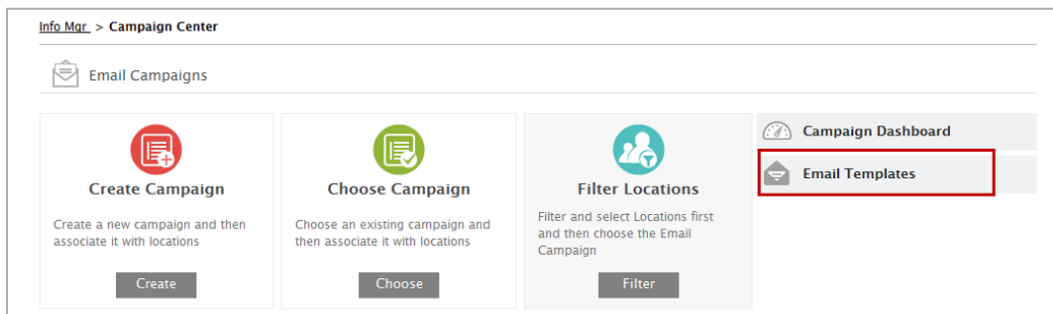 Info Mgr > Campaign Center
Email Campaigns
Create Campaign
Create a new campaign and then
associate it with locations
Create
Choose Campaign
Choose an existing campaign and
then associate it with locations
Choose
Filter Locations
Filter and select Locations first
and then choose the Email
Campaign
Filter
Campaign Dashboard
Email Templates